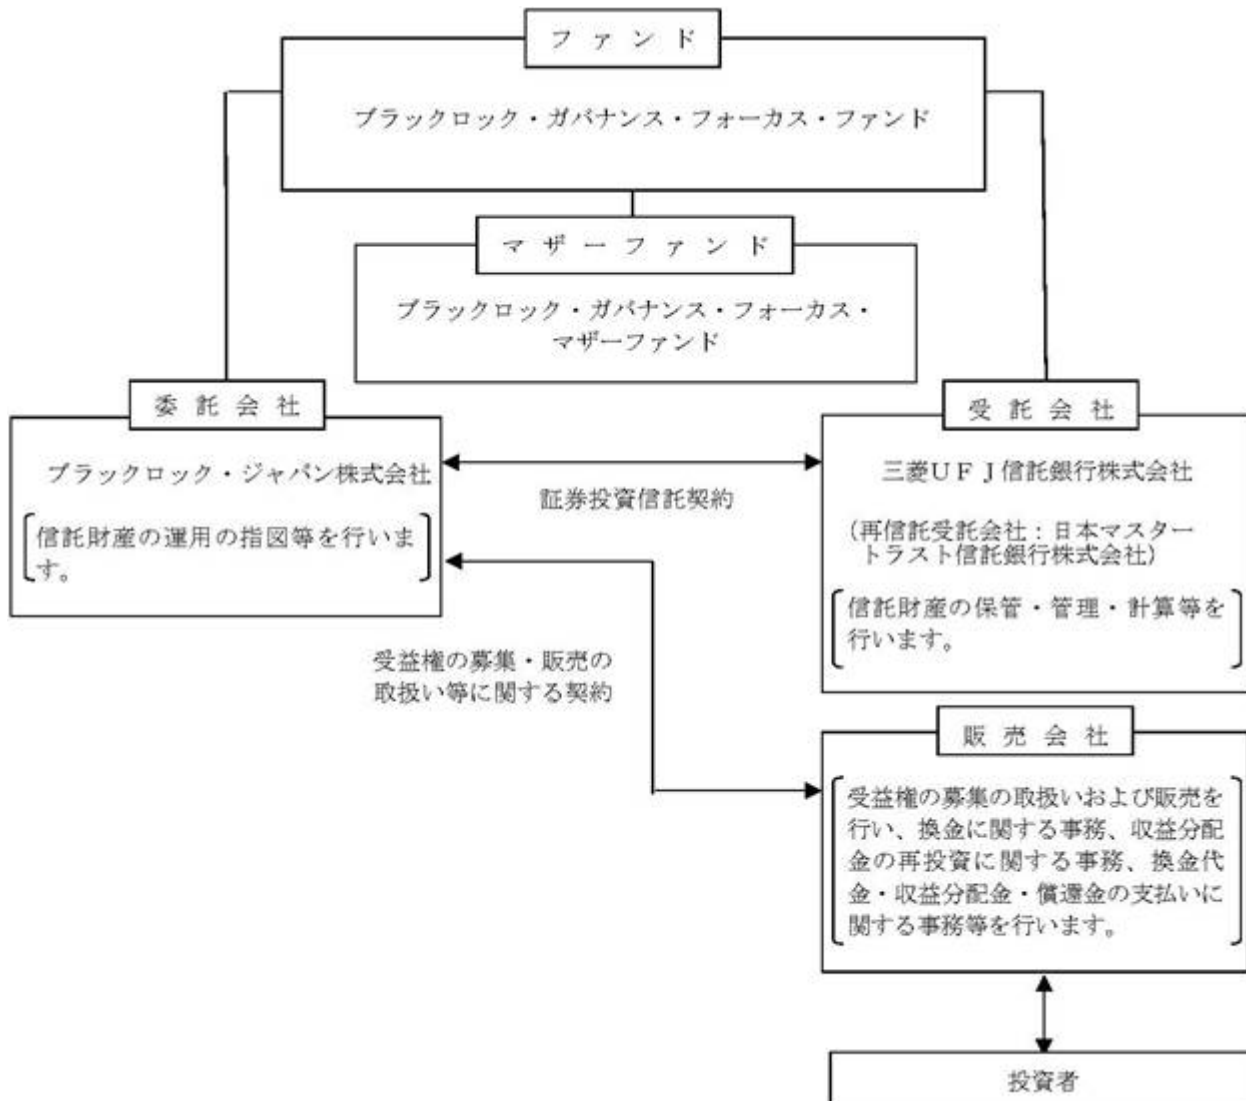 ファンド
ブラックロック・ガバナンス・フォーカス・ファンド
マザーファンド
ブラックロック・ガバナンス・フォーカス・
マザーファンド
委託会社
ブラックロック・ジャパン株式会社
信託財産の運用の指図等を行いま
す。
証券投資信託契約
受益権の募集・販売の
取扱い等に関する契約
受託会社
三菱UFJ信託銀行株式会社
(再信託受託会社:日本マスター
トラスト信託銀行株式会社)
信託財産の保管・管理・計算等を
行います。
販売会社
受益権の募集の取扱いおよび販売を
行い、換金に関する事務、収益分配
金の再投資に関する事務、換金代
金・収益分配金・償還金の支払いに
関する事務等を行います。
投資者